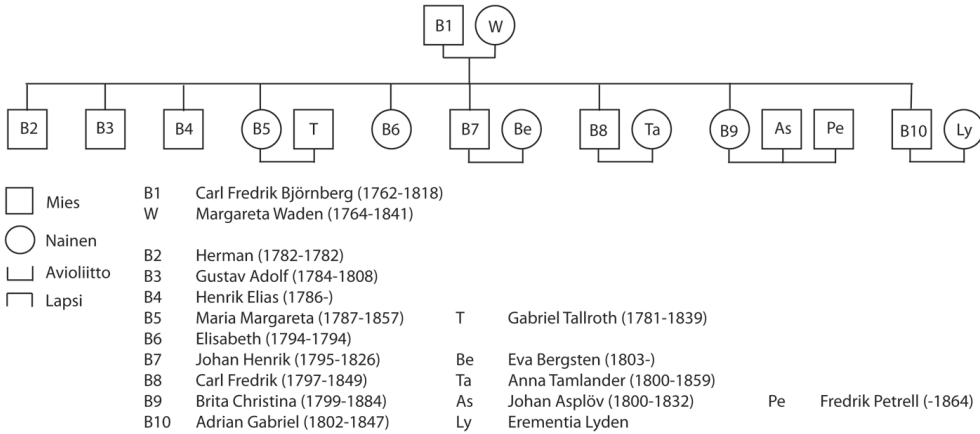 B1 W
B2 B3 B4 B5 T B6 B7 Be B8 Ta B9 As Pe B10 Ly
Mies
Nainen
Avioliitto
Lapsi
B1 Carl Fredrik Björnberg (1762-1818)
W Margareta Waden (1764-1841)
B2 Herman (1782-1782)
B3 Gustav Adolf (1784-1808)
B4 Henrik Elias (1786-)
B5 Maria Margareta (1787-1857) T Gabriel Tallroth (1781-1839)
B6 Elisabeth (1794-1794)
B7 Johan Henrik (1795-1826) Be Eva Bergsten (1803-)
B8 Carl Fredrik (1797-1849) Ta Anna Tamlander (1800-1859)
B9 Brita Christina (1799-1884) As Johan Asplöv (1800-1832) Pe Fredrik Petrell (-1864)
B10 Adrian Gabriel (1802-1847) Ly Erementia Lyden